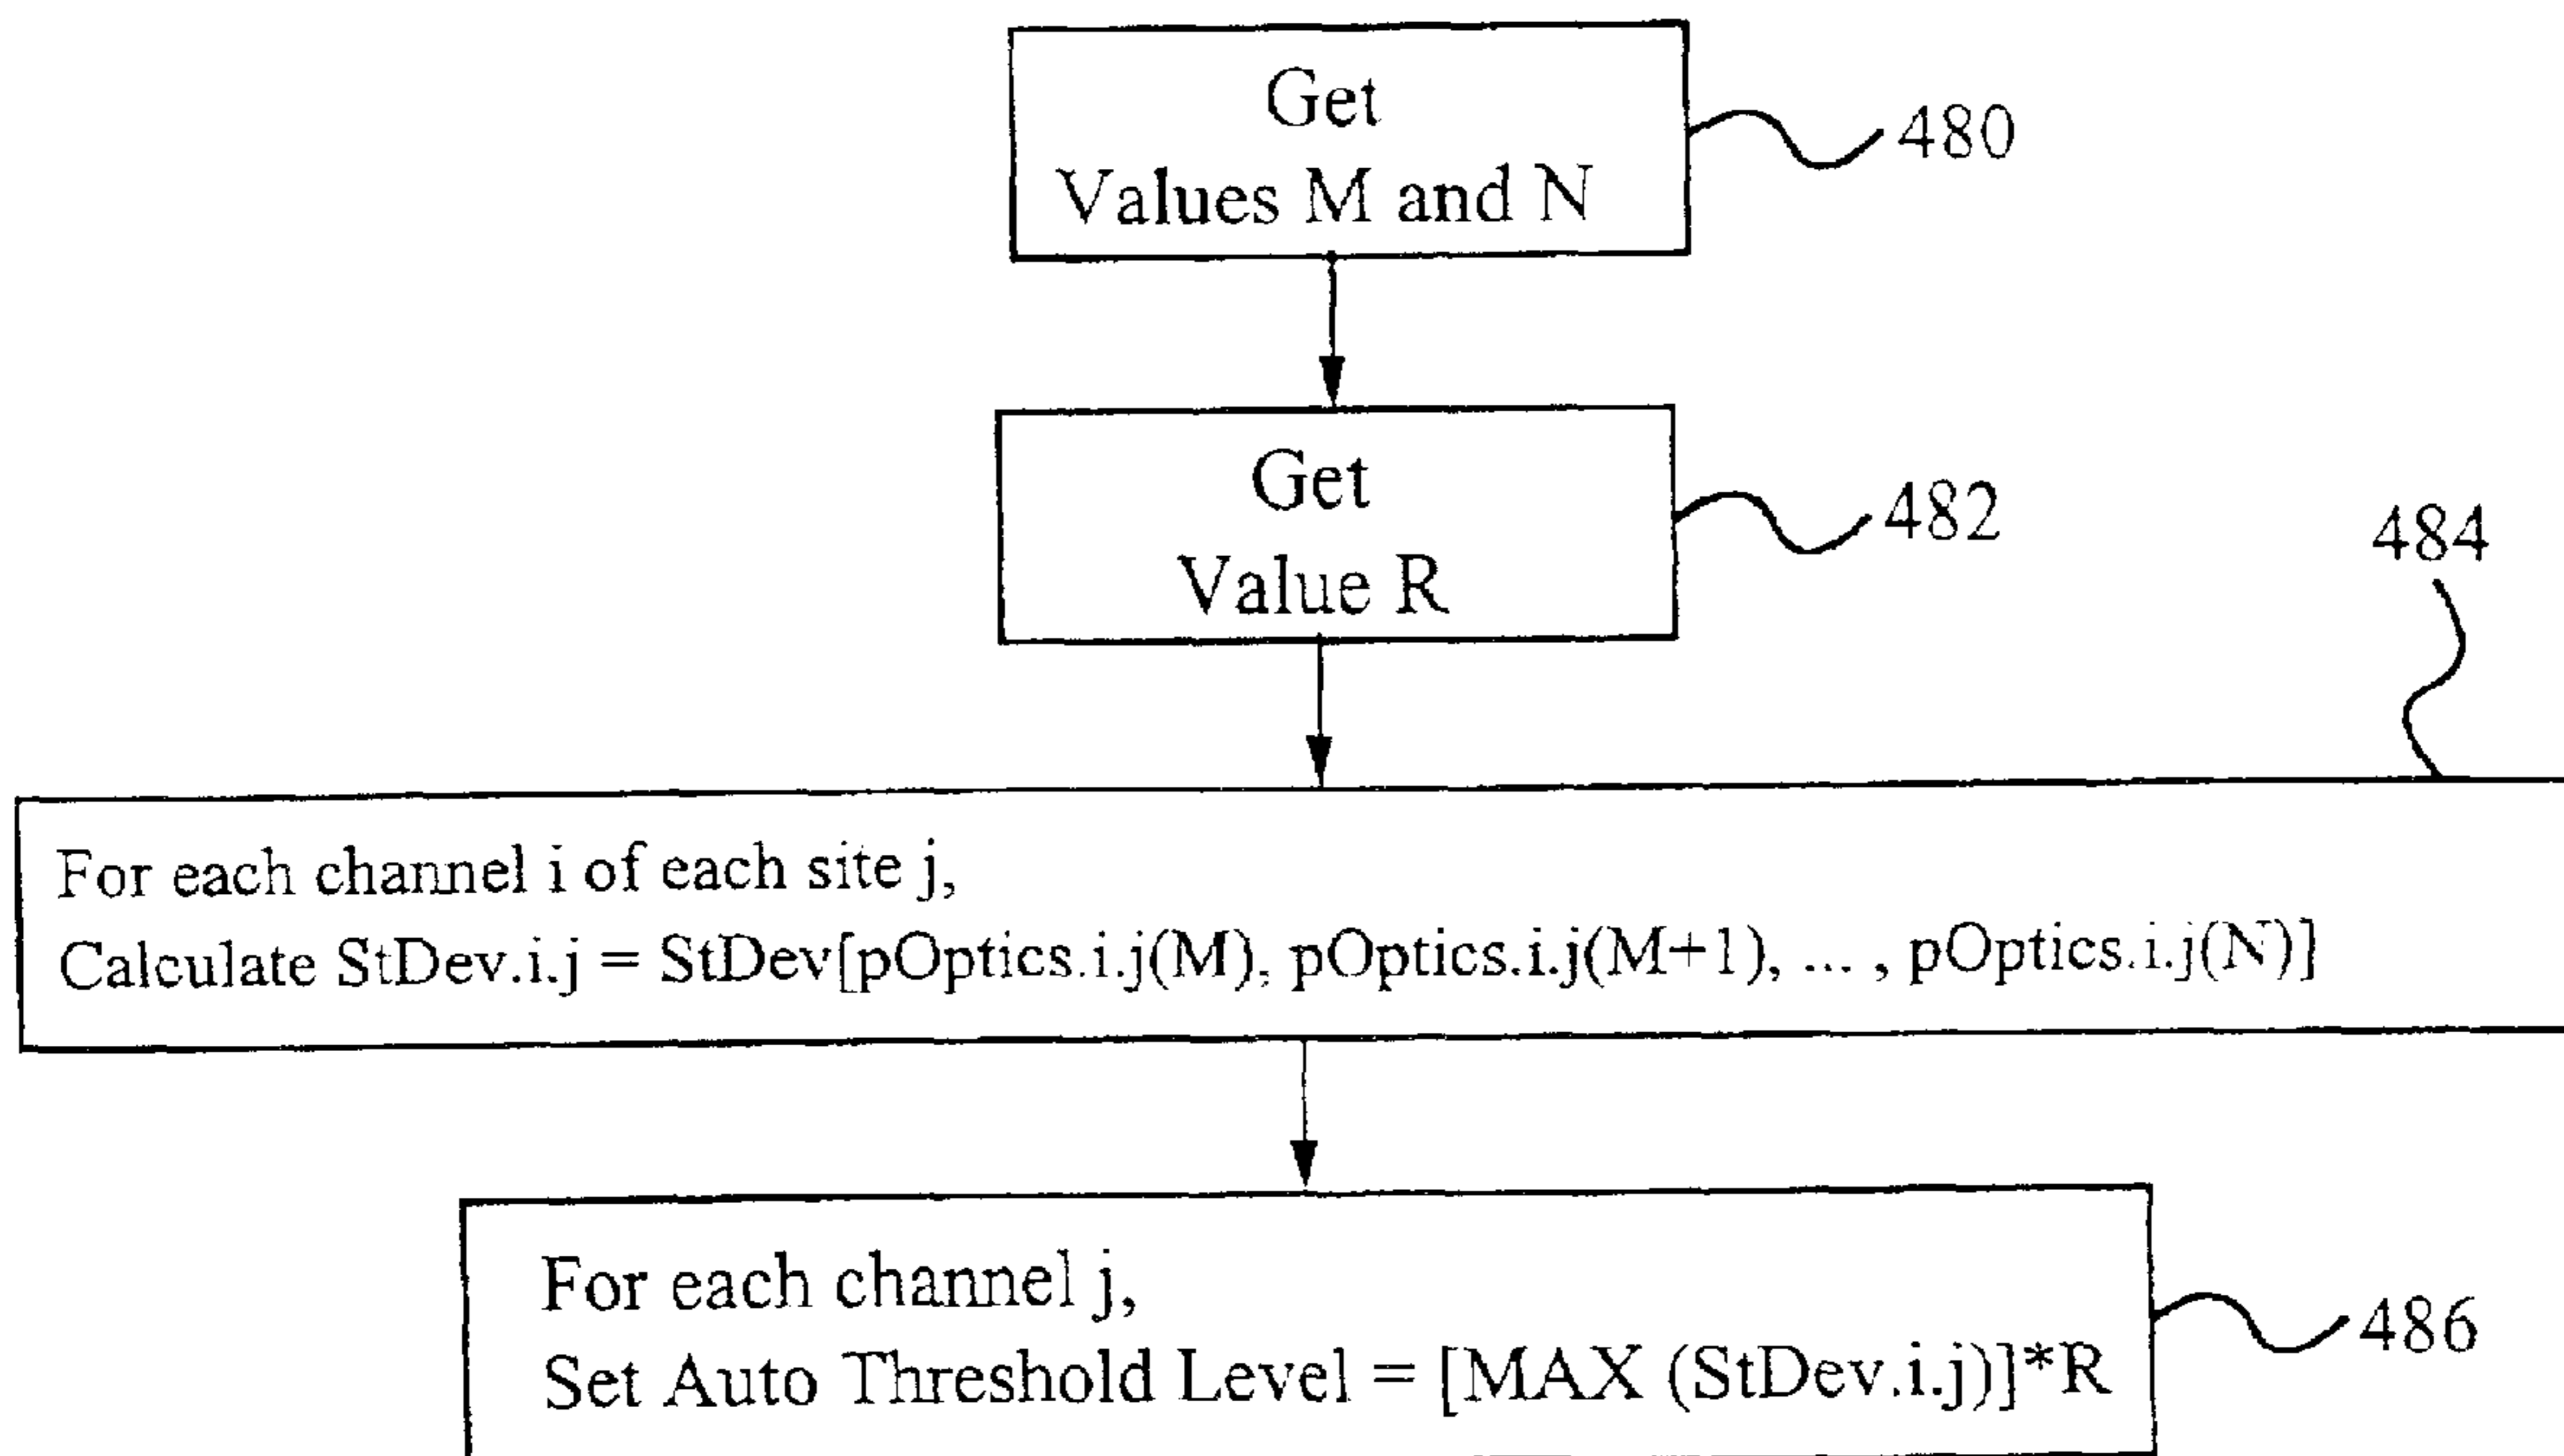 Get
Values M and N
480
Get
Value R
482
484
For each channel i of each site j,
Calculate StDev.i.j = StDev[pOptics.i.j(M), pOptics.i.j(M+1), ... , pOptics.i.j(N)]
For each channel j,
Set Auto Threshold Level = [MAX (StDev.i.j)]*R
486